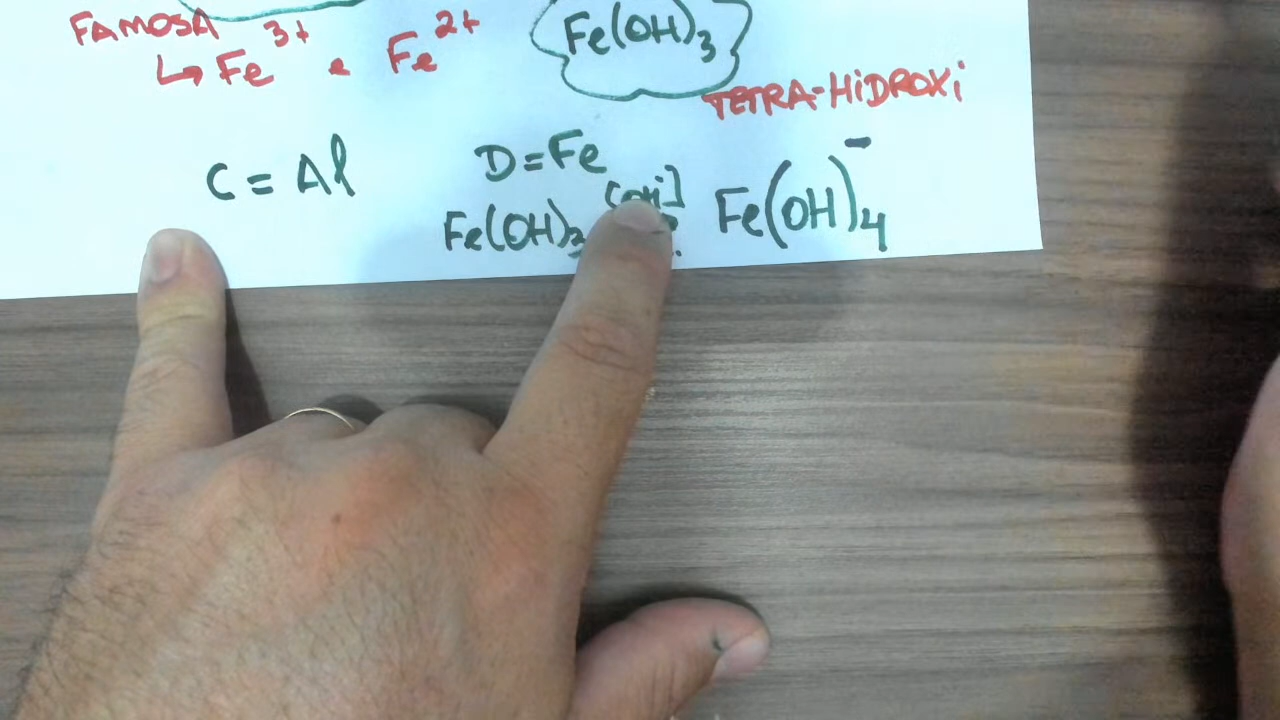 FAMOSA
↳ Fe³⁺ e Fe²⁺
Fe(OH)₃
TETRA-HIDROXI
C = Al
D = Fe
Fe(OH)₃ Fe(OH)₄⁻